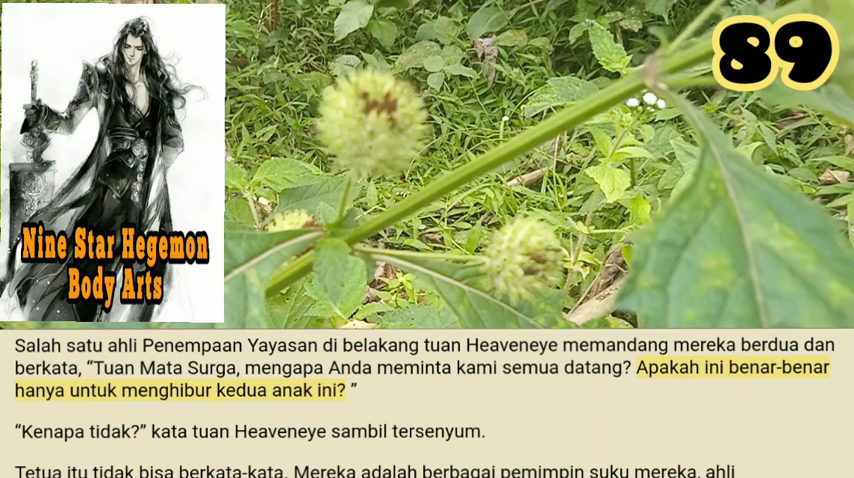 89
Nine Star Hegemon
Body Arts
Salah satu ahli Penempaan Yayasan di belakang tuan Heaveneye memandang mereka berdua dan
berkata, “Tuan Mata Surga, mengapa Anda meminta kami semua datang? Apakah ini benar-benar
hanya untuk menghibur kedua anak ini? ”
“Kenapa tidak?” kata tuan Heaveneye sambil tersenyum.
Tetua itu tidak bisa berkata-kata. Mereka adalah berbagai pemimpin suku mereka, ahli